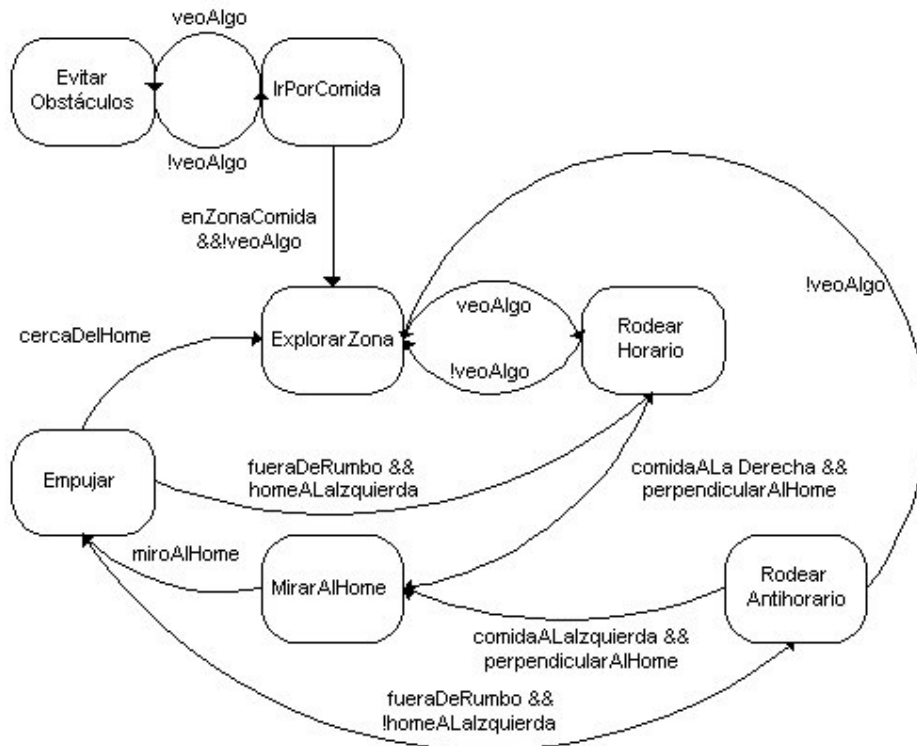 veoAlgo
Evitar
Obstáculos
IrPorComida
!veoAlgo
enZonaComida
&&!veoAlgo
!veoAlgo
veoAlgo
cercaDelHome
ExplorarZona
Rodear
Horario
!veoAlgo
fueraDeRumbo &&
homeALaIzquierda
comidaALa Derecha &&
perpendicularAlHome
Empujar
miroAlHome
MirarAlHome
Rodear
Antihorario
comidaALaIzquierda &&
perpendicularAlHome
fueraDeRumbo &&
!homeALaIzquierda